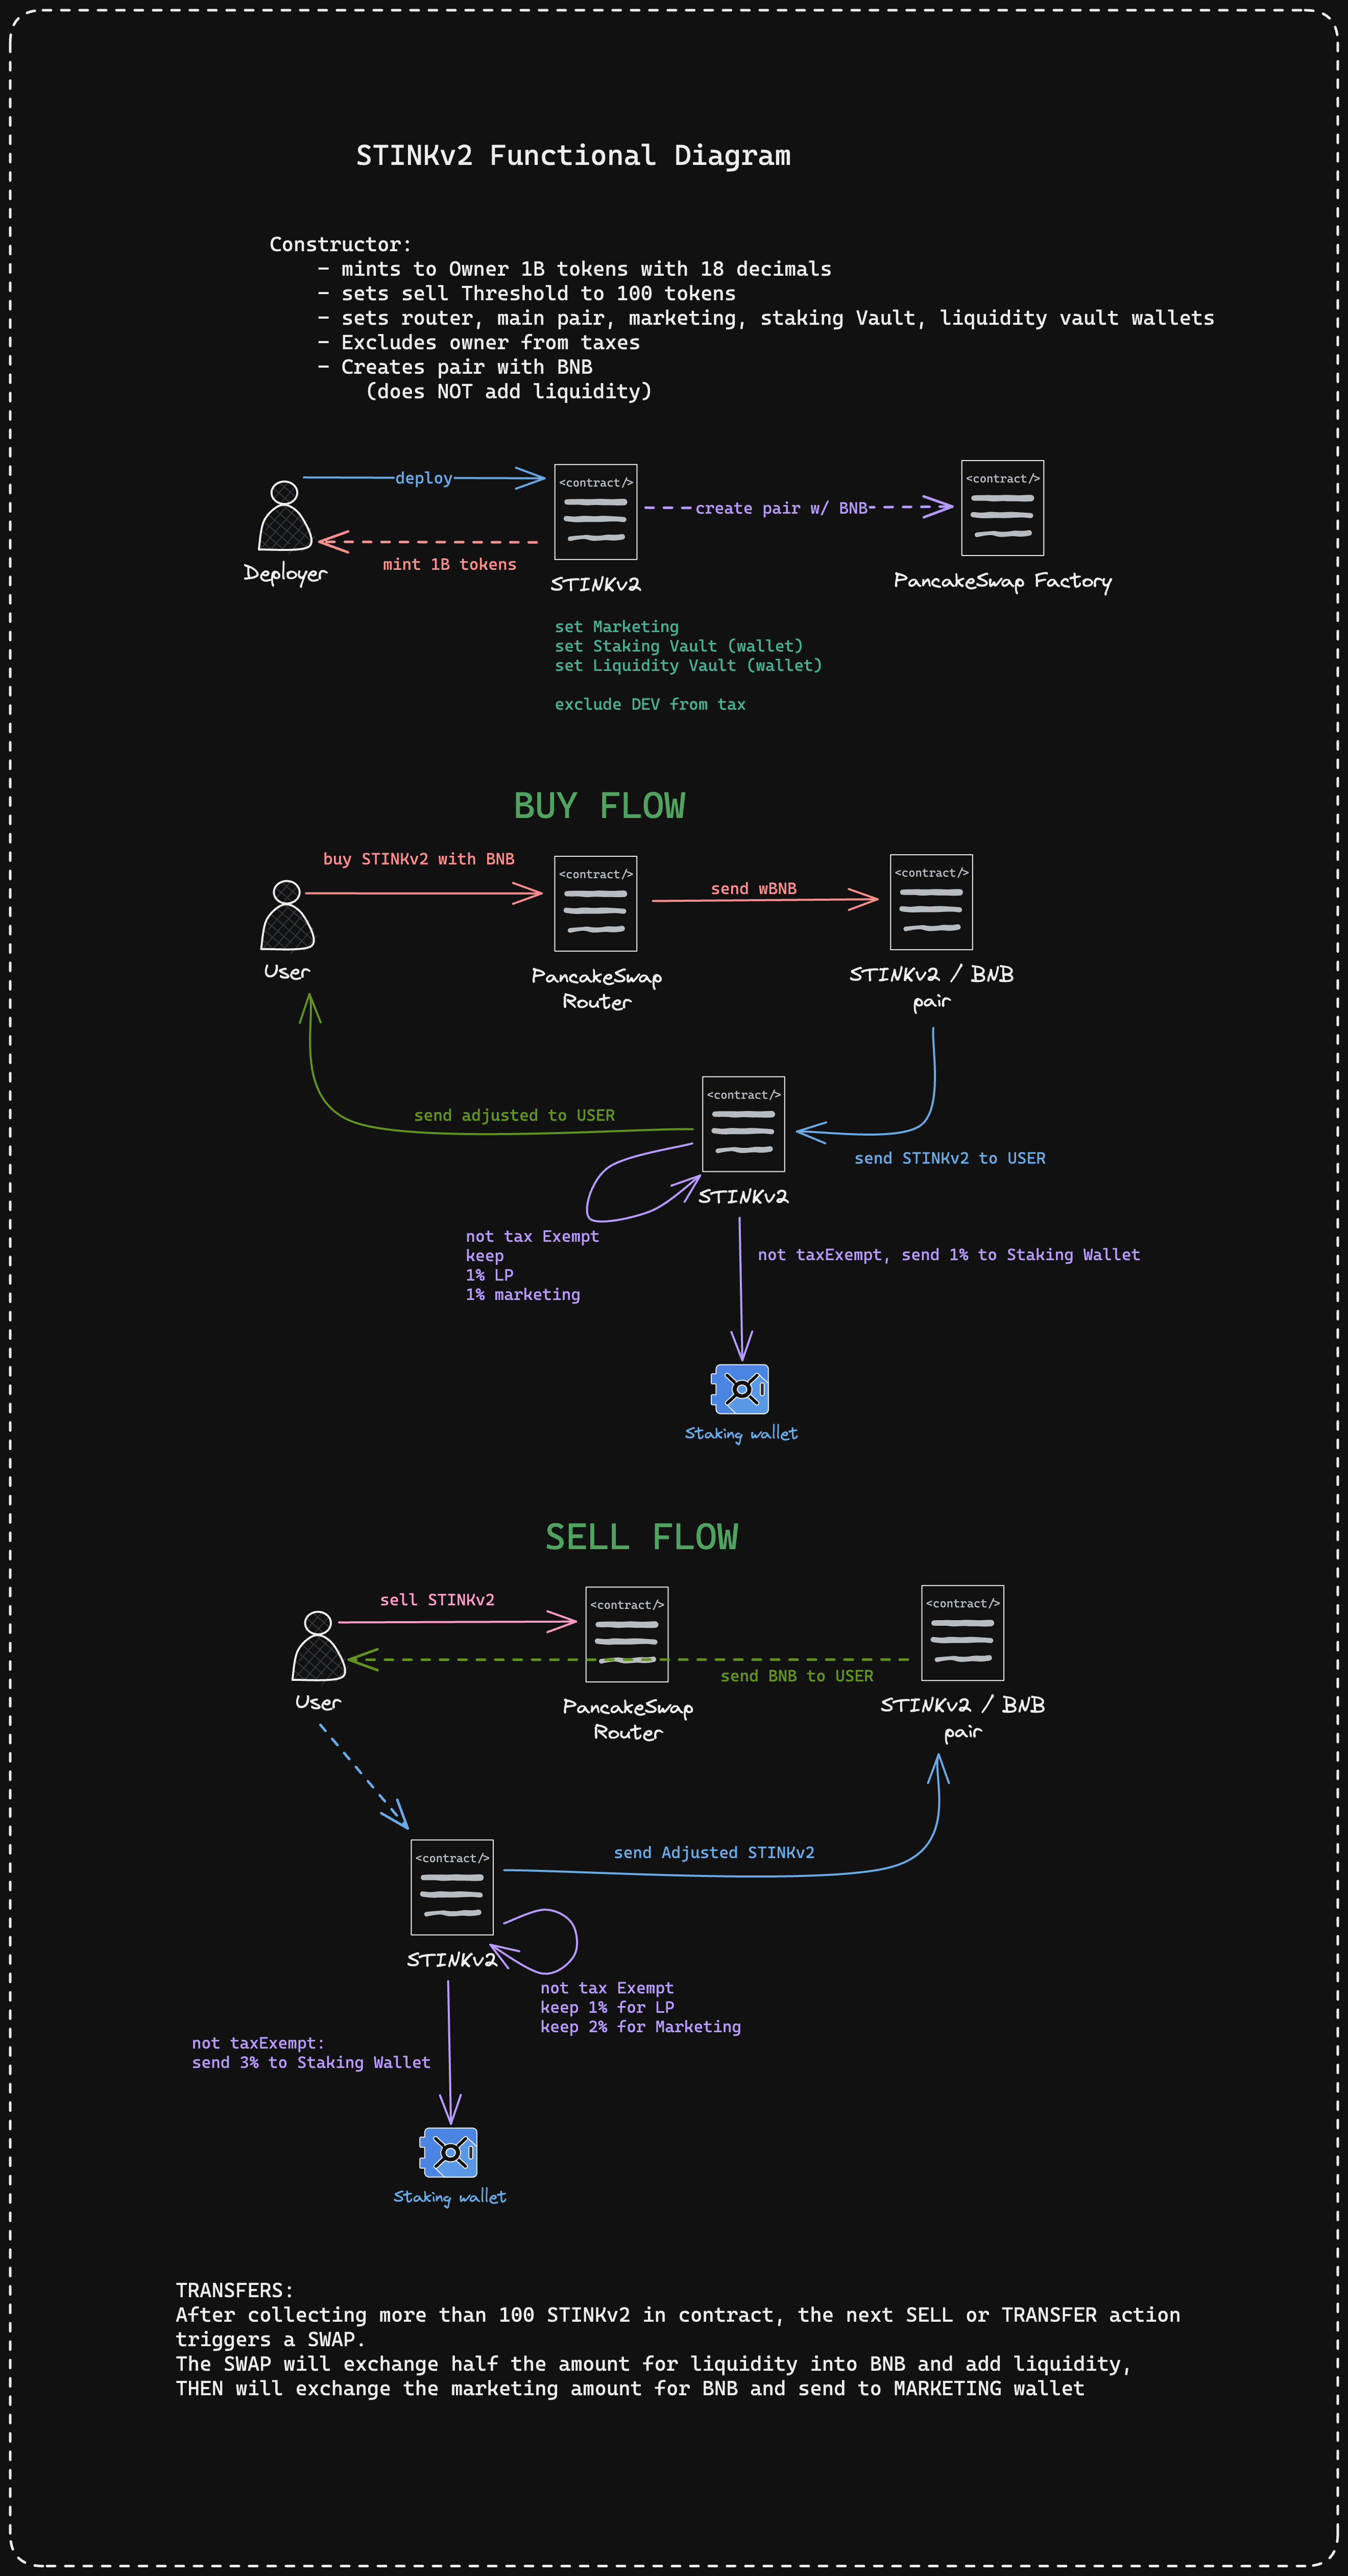 STINKv2 Functional Diagram
Constructor:
- mints to Owner 1B tokens with 18 decimals
- sets sell Threshold to 100 tokens
- sets router, main pair, marketing, staking Vault, liquidity vault wallets
- Excludes owner from taxes
- Creates pair with BNB
(does NOT add liquidity)
deploy
<contract/>
<contract/>
create pair w/ BNB
mint 1B tokens
Deployer
STINKv2
PancakeSwap Factory
set Marketing
set Staking Vault (wallet)
set Liquidity Vault (wallet)
exclude DEV from tax
BUY FLOW
buy STINKv2 with BNB
<contract/>
<contract/>
send wBNB
User
PancakeSwap
Router
STINKv2 / BNB
pair
<contract/>
send adjusted to USER
send STINKv2 to USER
STINKv2
not tax Exempt
keep
1% LP
1% marketing
not taxExempt, send 1% to Staking Wallet
Staking wallet
SELL FLOW
sell STINKv2
<contract/>
<contract/>
send BNB to USER
User
PancakeSwap
Router
STINKv2 / BNB
pair
<contract/>
send Adjusted STINKv2
STINKv2
not tax Exempt
keep 1% for LP
keep 2% for Marketing
not taxExempt:
send 3% to Staking Wallet
Staking wallet
TRANSFERS:
After collecting more than 100 STINKv2 in contract, the next SELL or TRANSFER action
triggers a SWAP.
The SWAP will exchange half the amount for liquidity into BNB and add liquidity,
THEN will exchange the marketing amount for BNB and send to MARKETING wallet